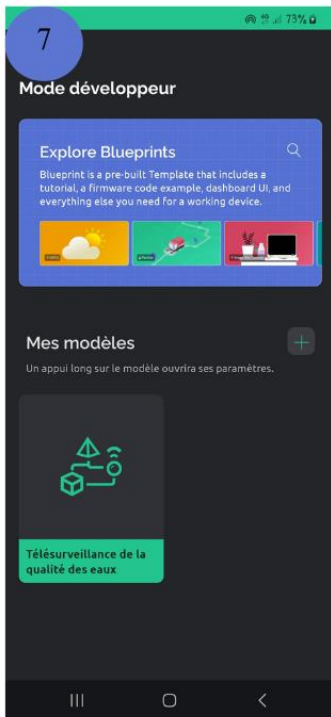 7
73%
Mode développeur
Explore Blueprints
Blueprint is a pre-built Template that includes a
tutorial, a firmware code example, dashboard UI, and
everything else you need for a working device.
Mes modèles
Un appui long sur le modèle ouvrira ses paramètres.
Télésurveillance de la
qualité des eaux